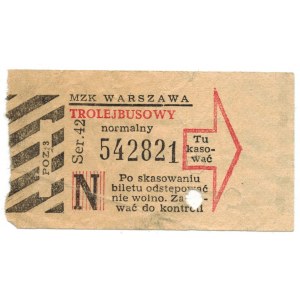 MZK WARSZAWA
TROLEJBUSOWY
normalny
Ser. 42
542821
Tu
kaso-
wać
POZ.3
N
Po skasowaniu
biletu odstępować
nie wolno.
wać do kontroli